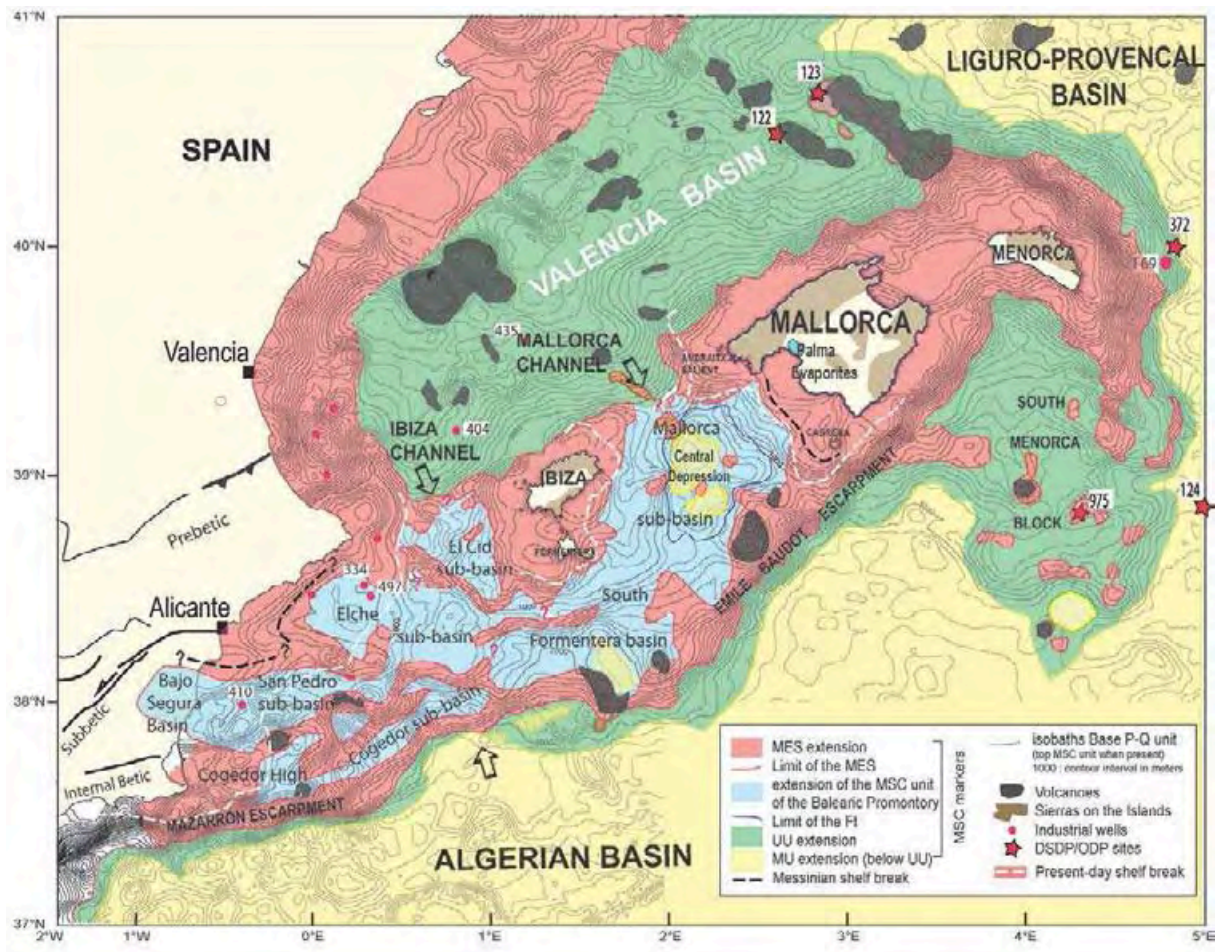 41°N
40°N
39°N
38°N
37°N
2°W
1°W
0°E
1°E
2°E
3°E
4°E
5°E
LIGURO-PROVENCAL
BASIN
123
122
SPAIN
VALENCIA BASIN
372
MENORCA
MALLORCA
Palma
Evaporites
435
MALLORCA
CHANNEL
Valencia
404
IBIZA
CHANNEL
IBIZA
Mallorca
Central
Depression
sub-basin
CABRERA
SOUTH
MENORCA
BLOCK
975
124
EMILE BAUDOT ESCARPMENT
Prebetic
El Cid
sub-basin
334
497
Elche
sub-basin
South
Formentera basin
Alicante
?
?
?
?
Bajo
Segura
Basin
410
San Pedro
sub-basin
Cogedor sub-basin
Subbetic
Internal Betic
Cogedor High
MAZARRON ESCARPMENT
ALGERIAN BASIN
MES extension
Limit of the MES
extension of the MSC unit
of the Balearic Promontory
Limit of the Ft
UU extension
MU extension (below UU)
Messinian shelf break
MSC markers
isobaths Base P-Q unit
(top MSC unit when present)
1000 : contour interval in meters
Volcanoes
Sierras on the Islands
Industrial wells
DSDP/ODP sites
Present-day shelf break